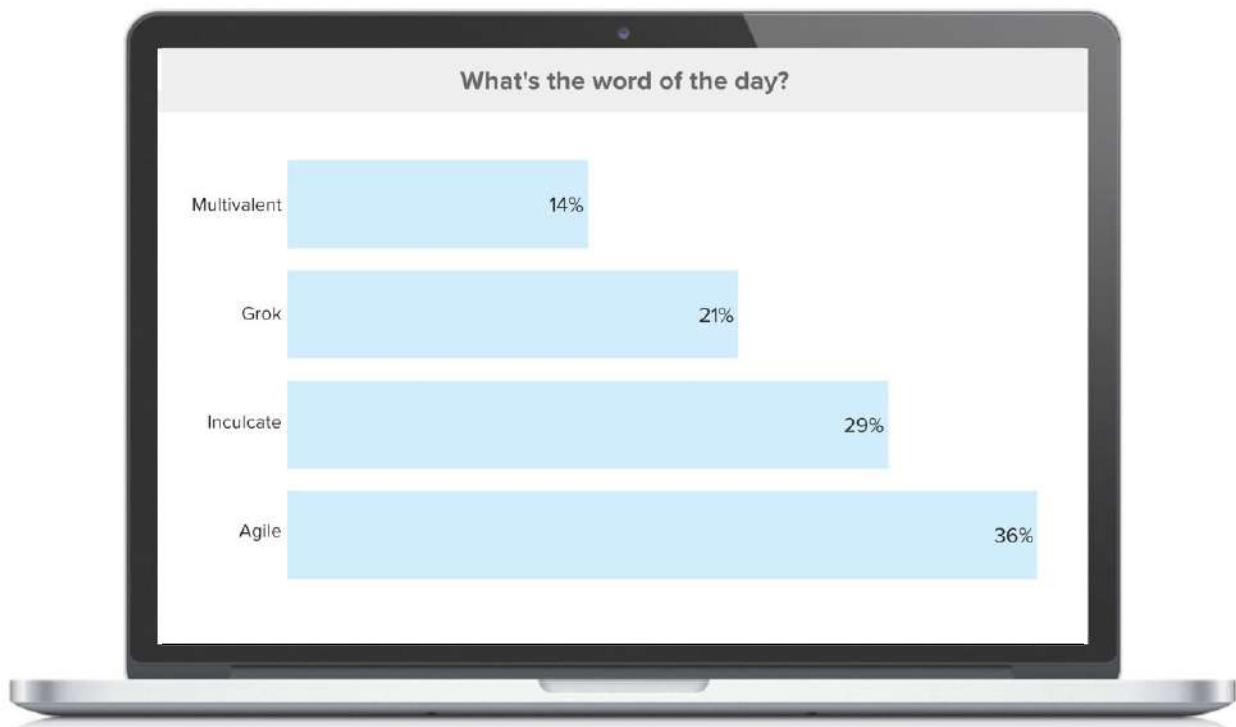 What's the word of the day?
Multivalent 14%
Grok 21%
Inculcate 29%
Agile 36%